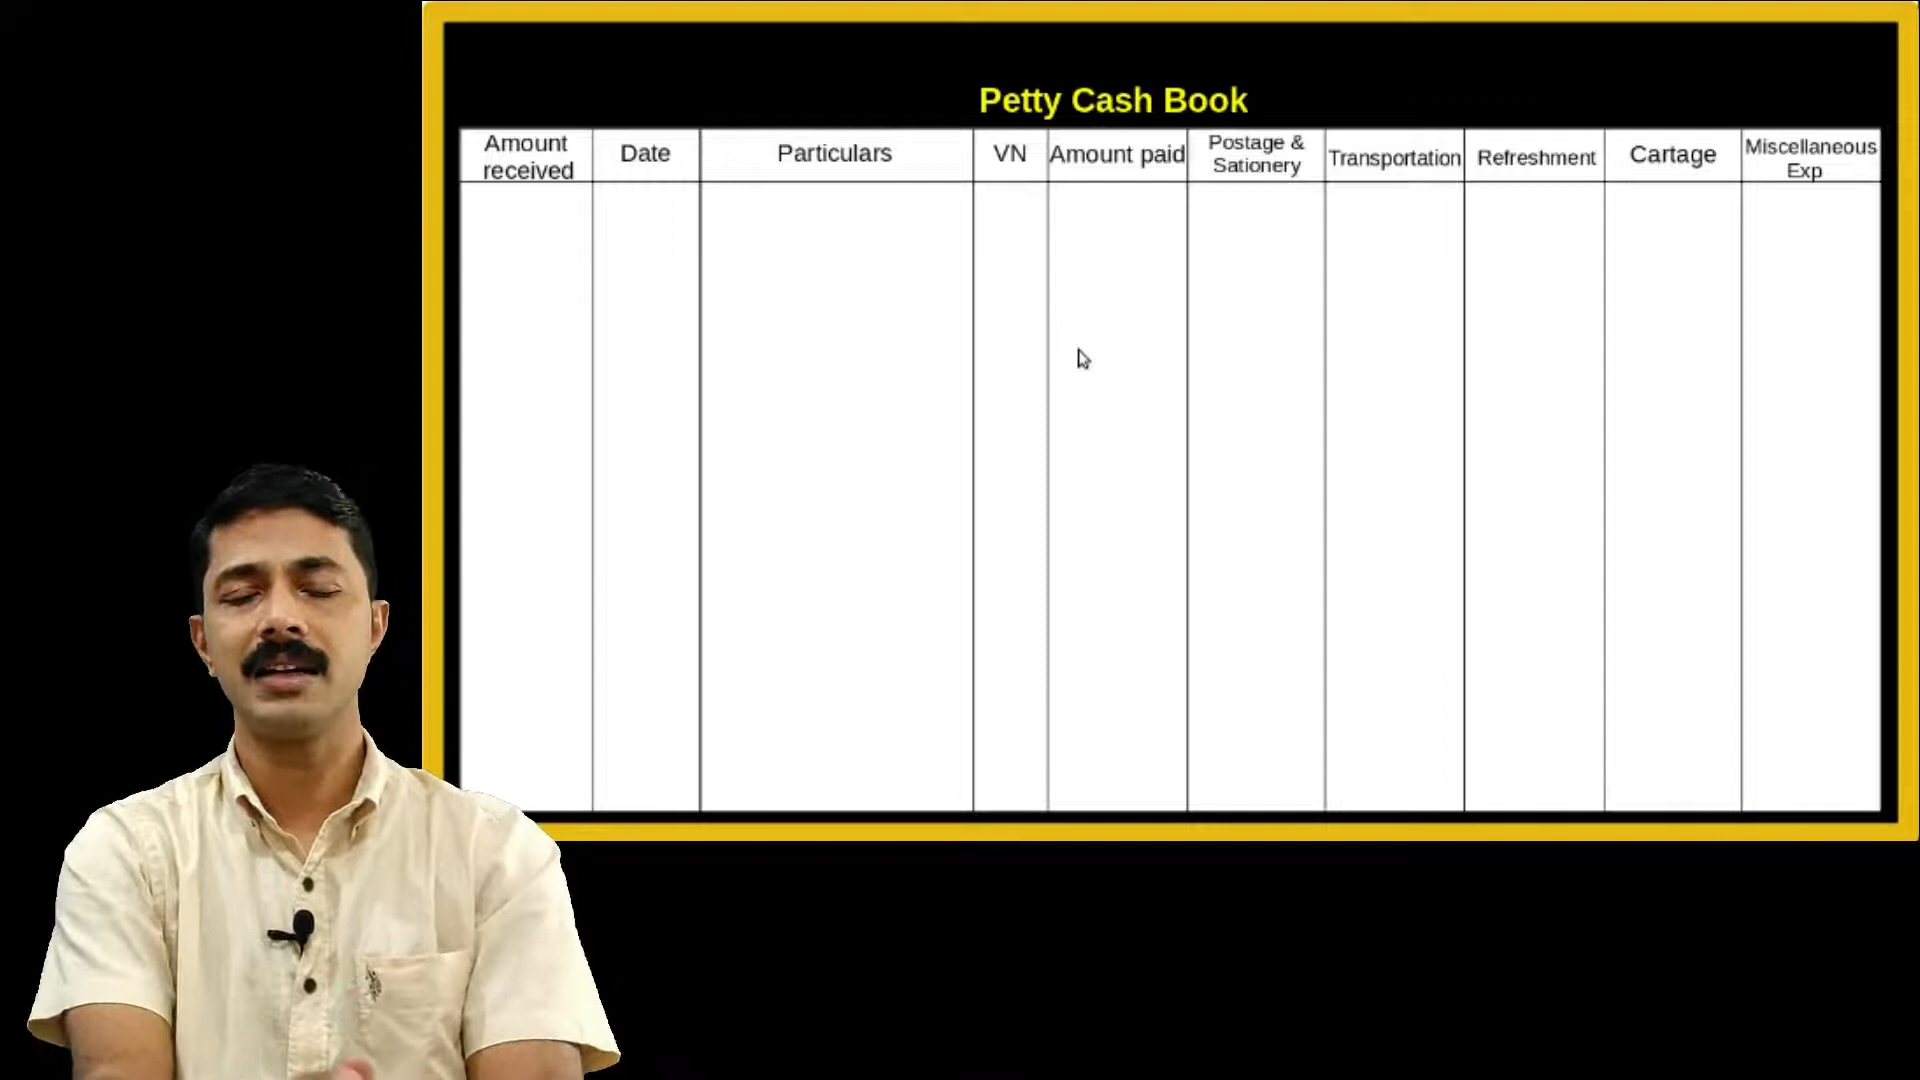 Petty Cash Book
Amount
received
Date
Particulars
VN
Amount paid
Postage &
Sationery
Transportation
Refreshment
Cartage
Miscellaneous
Exp